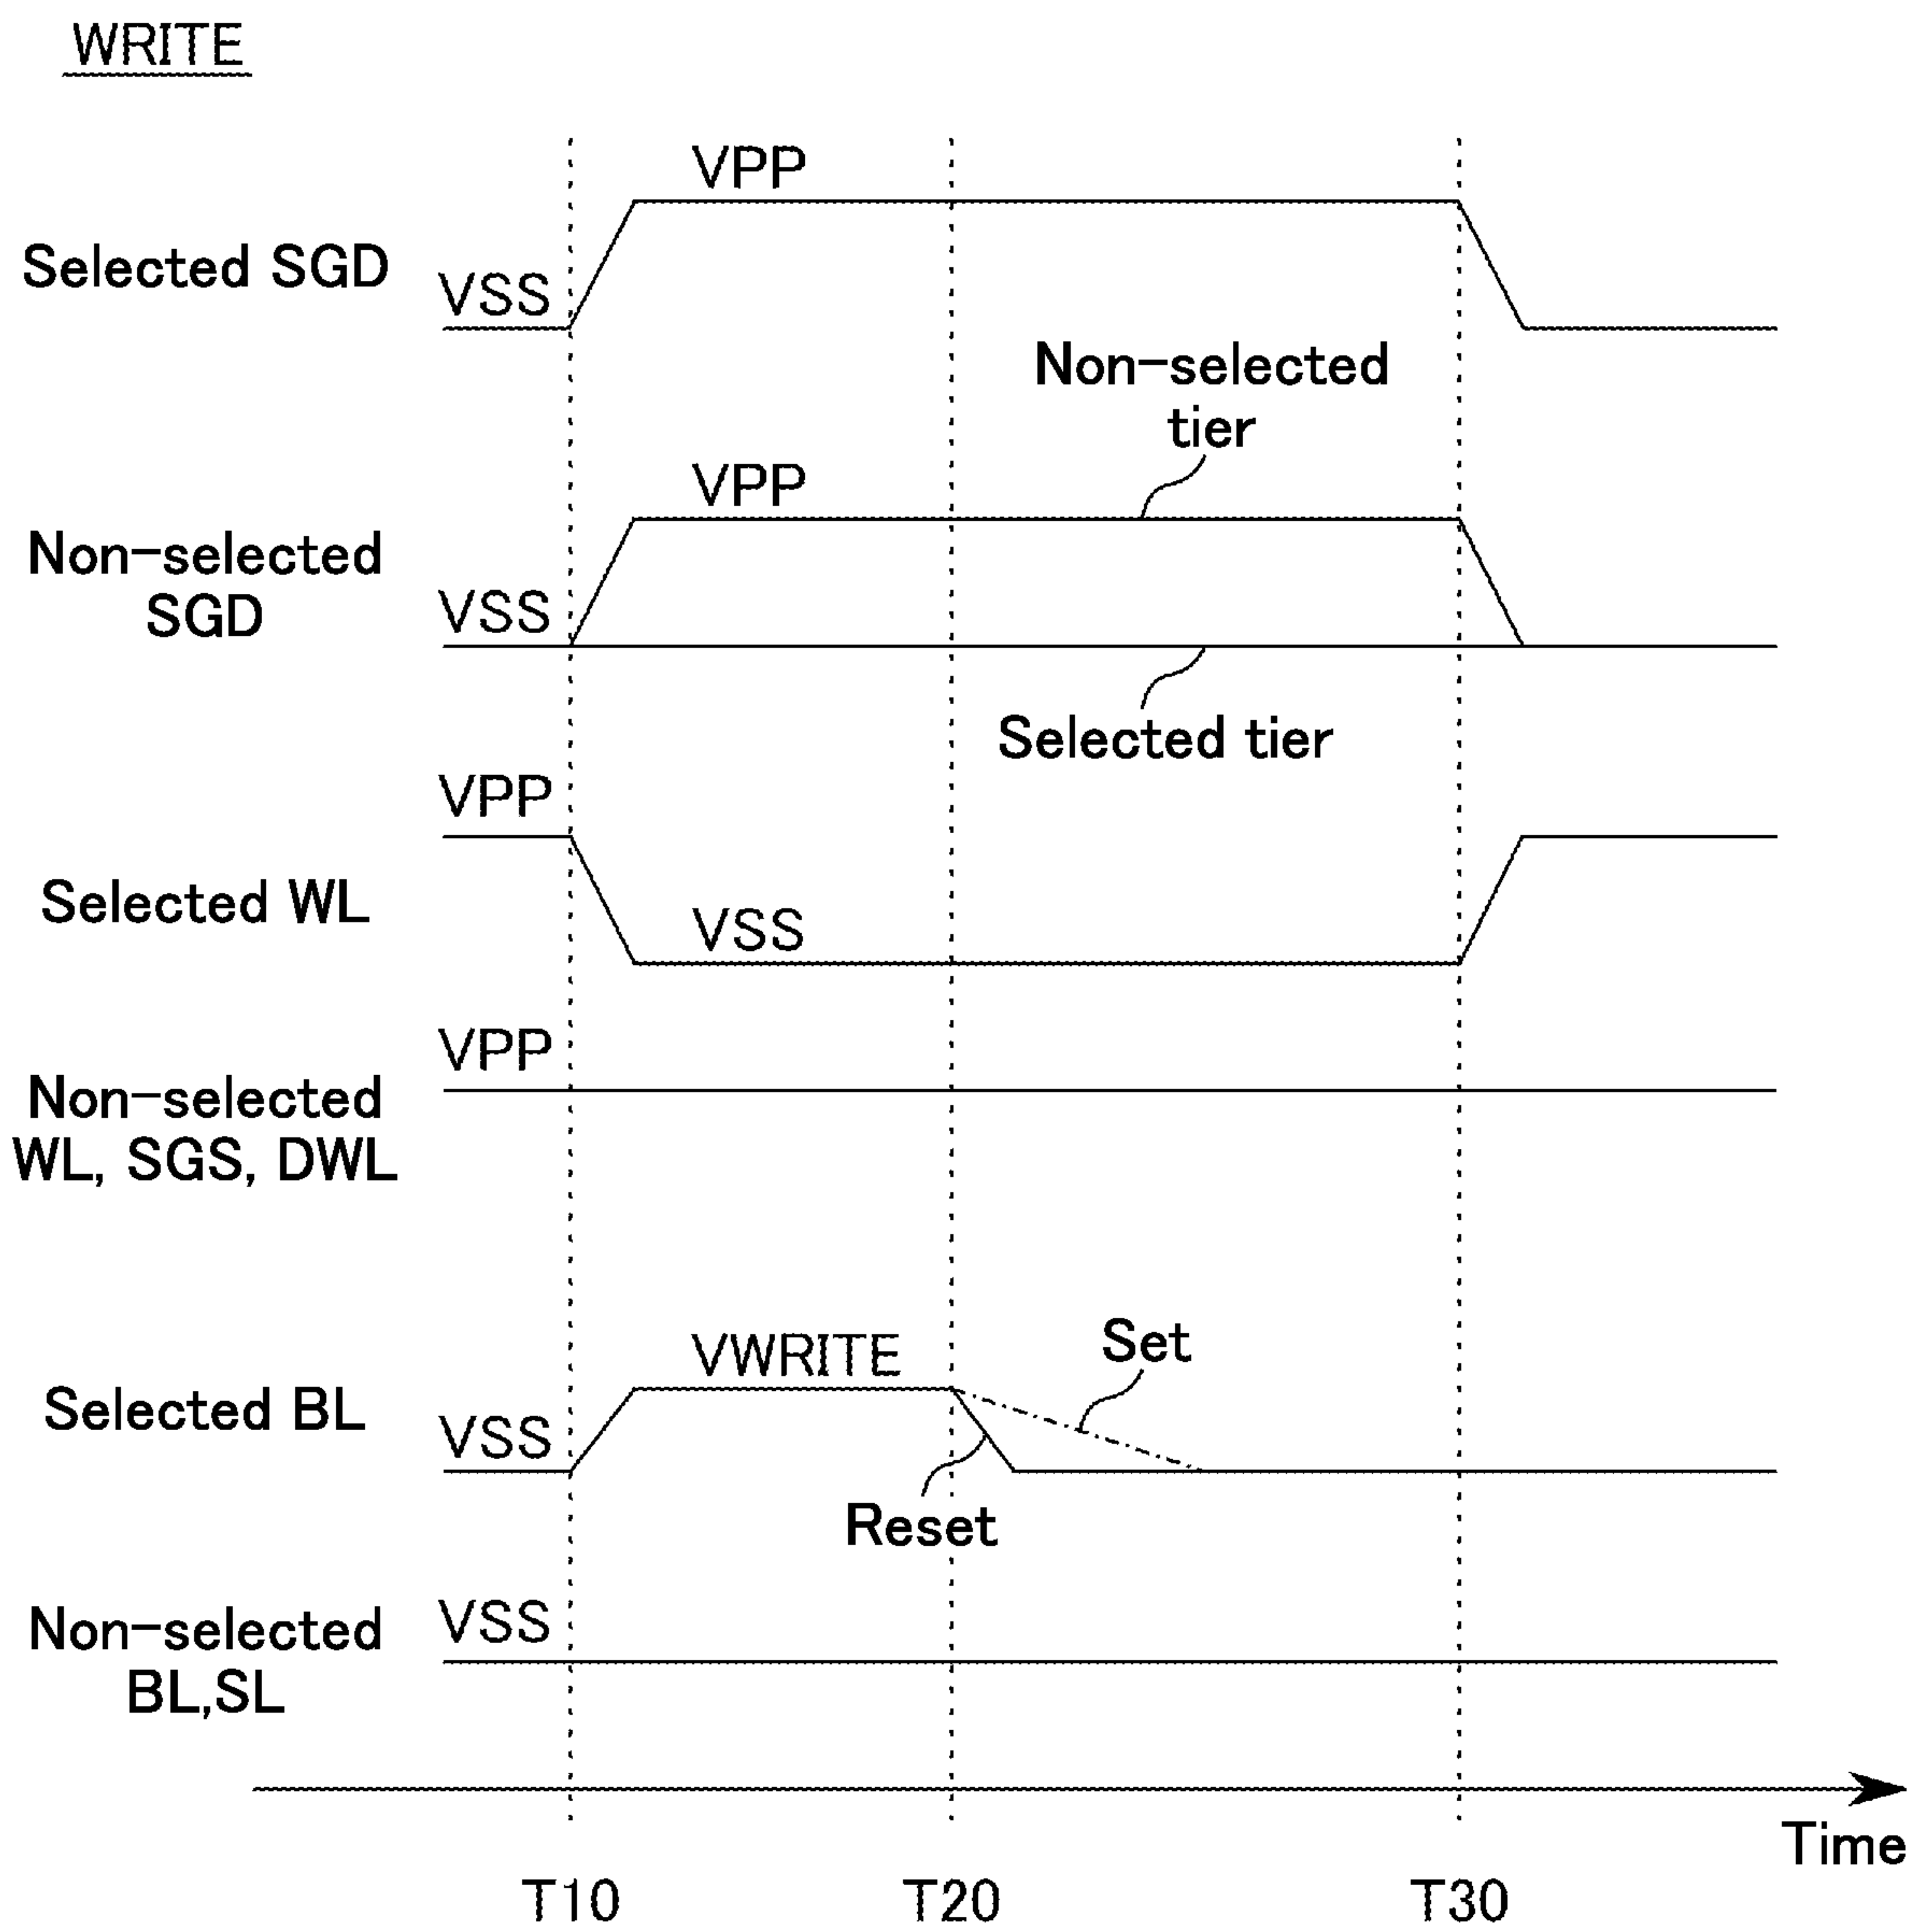 WRITE
VPP
Selected SGD
VSS
Non-selected
tier
VPP
Non-selected
SGD
VSS
Selected tier
VPP
Selected WL
VSS
VPP
Non-selected
WL, SGS, DWL
VWRITE
Set
Selected BL
VSS
Reset
VSS
Non-selected
BL,SL
Time
T10
T20
T30